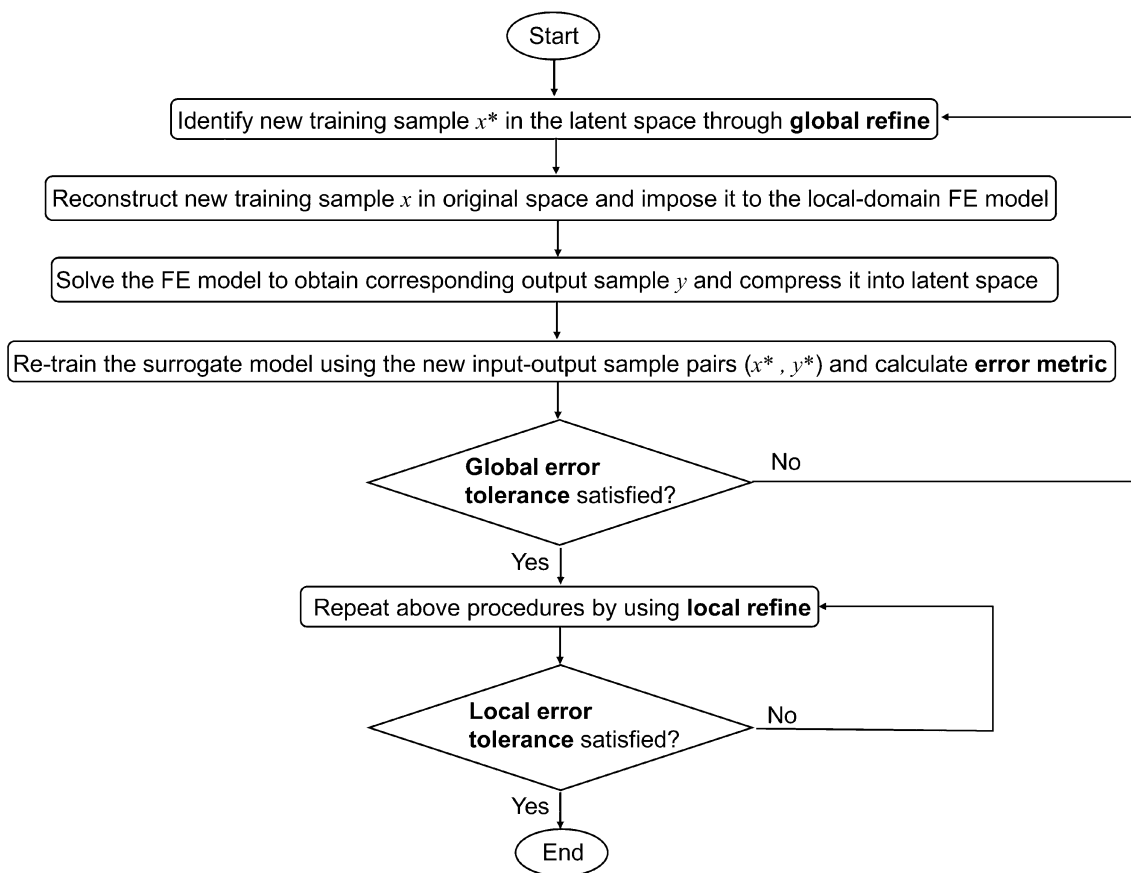 Start
Identify new training sample x* in the latent space through global refine
Reconstruct new training sample x in original space and impose it to the local-domain FE model
Solve the FE model to obtain corresponding output sample y and compress it into latent space
Re-train the surrogate model using the new input-output sample pairs (x* , y*) and calculate error metric
Global error
tolerance satisfied?
No
Yes
Repeat above procedures by using local refine
Local error
tolerance satisfied?
No
Yes
End